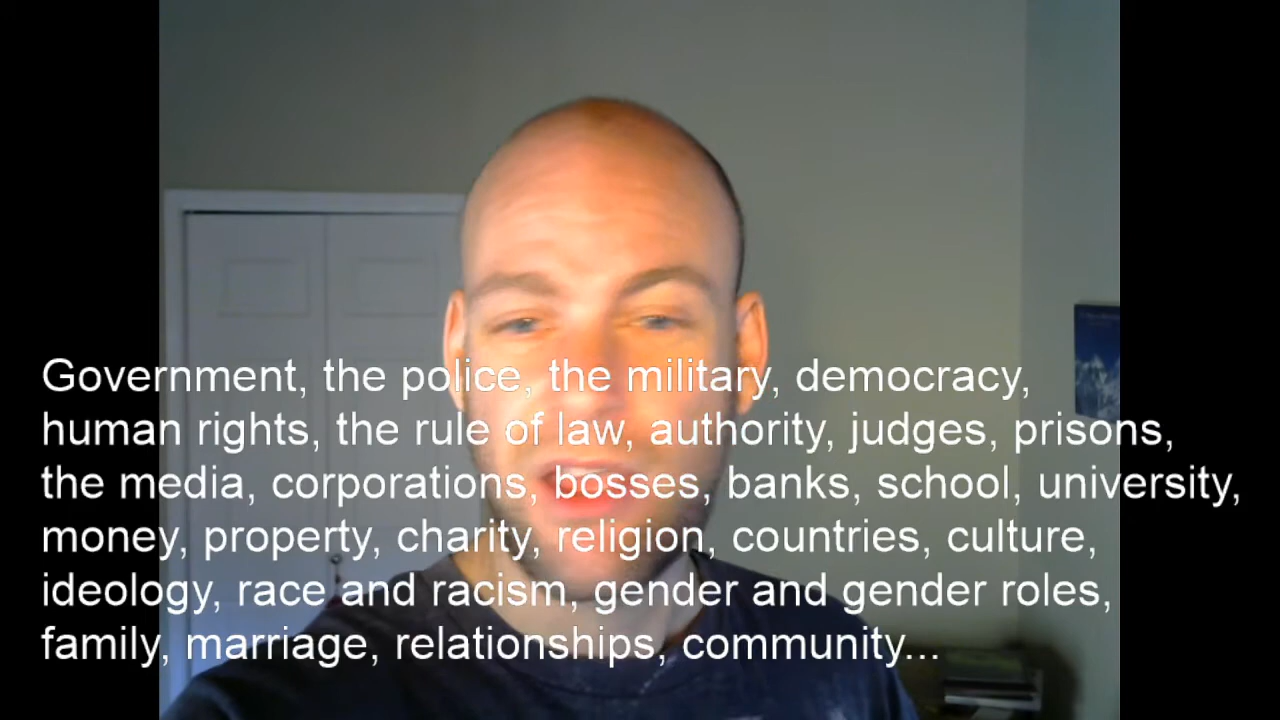 Government, the police, the military, democracy,
human rights, the rule of law, authority, judges, prisons,
the media, corporations, bosses, banks, school, university,
money, property, charity, religion, countries, culture,
ideology, race and racism, gender and gender roles,
family, marriage, relationships, community...